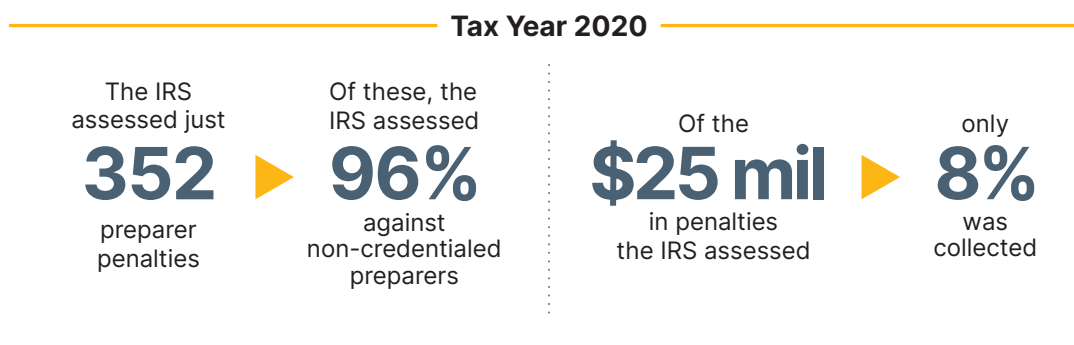 Tax Year 2020
The IRS
assessed just
352
preparer
penalties
Of these, the
IRS assessed
96%
against
non-credentialed
preparers
Of the
$25 mil
in penalties
the IRS assessed
only
8%
was
collected